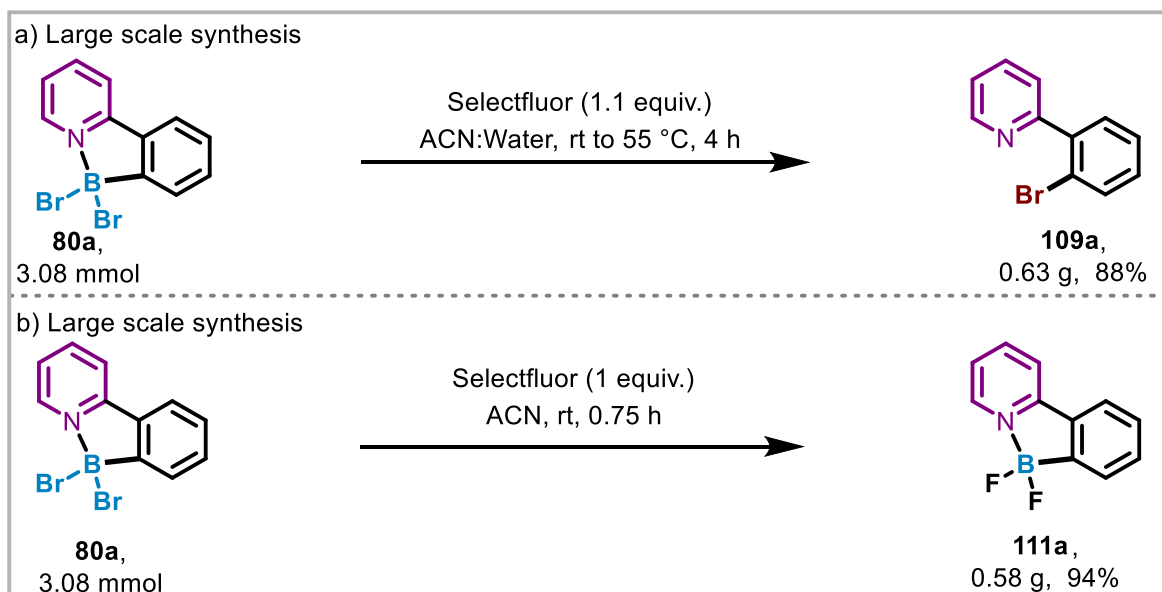 a) Large scale synthesis
N
B
Br
Br
80a,
3.08 mmol
Selectfluor (1.1 equiv.)
ACN:Water, rt to 55 °C, 4 h
N
Br
109a,
0.63 g, 88%
b) Large scale synthesis
N
B
Br
Br
80a,
3.08 mmol
Selectfluor (1 equiv.)
ACN, rt, 0.75 h
N
B
F
F
111a,
0.58 g, 94%